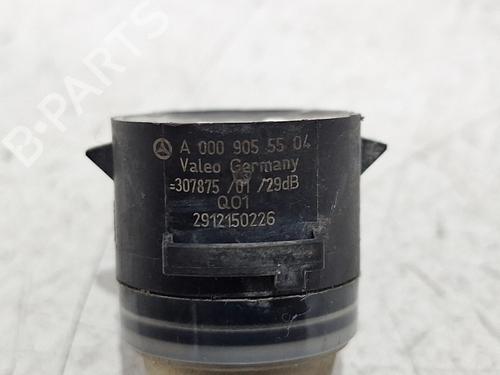 B-PARTS
A 000 905 55 04
Valeo Germany
=307875 /01 /29dB
Q01
2912150226